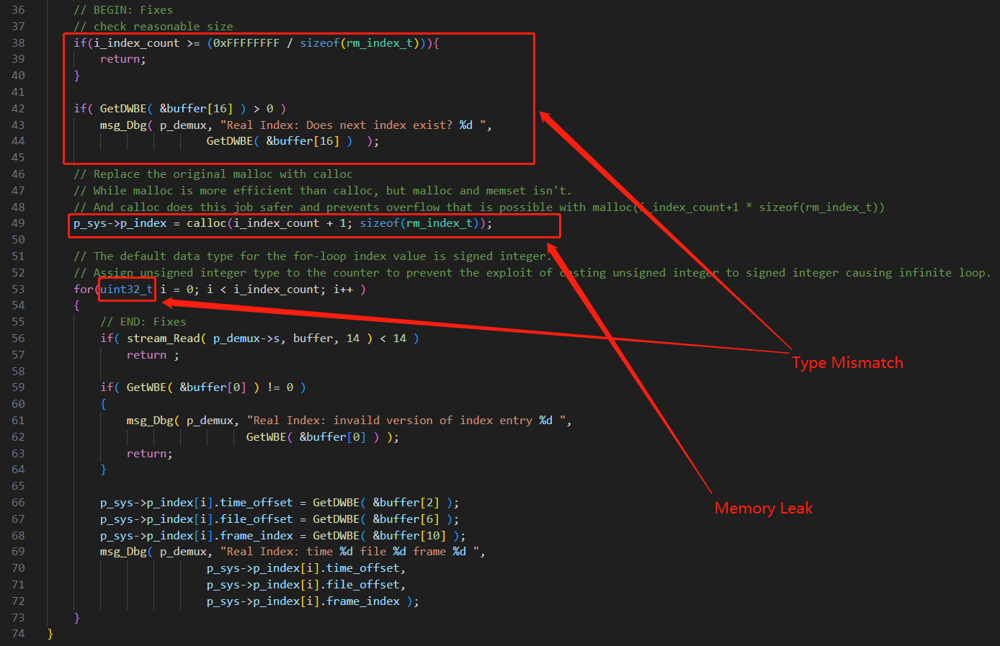 36 // BEGIN: Fixes
37 // check reasonable size
38 if(i_index_count >= (0xFFFFFFFF / sizeof(rm_index_t))){
39 return;
40 }
41
42 if( GetDWBE( &buffer[16] ) > 0 )
43 msg_Dbg( p_demux, "Real Index: Does next index exist? %d ",
44 GetDWBE( &buffer[16] ) );
45
46 // Replace the original malloc with calloc
47 // While malloc is more efficient than calloc, but malloc and memset isn't.
48 // And calloc does this job safer and prevents overflow that is possible with malloc(i_index_count+1 * sizeof(rm_index_t))
49 p_sys->p_index = calloc(i_index_count + 1; sizeof(rm_index_t));
50
51 // The default data type for the for-loop index value is signed integer.
52 // Assign unsigned integer type to the counter to prevent the exploit of casting unsigned integer to signed integer causing infinite loop.
53 for(uint32_t i = 0; i < i_index_count; i++ )
54 {
55 // END: Fixes
56 if( stream_Read( p_demux->s, buffer, 14 ) < 14 )
57 return ;
58
59 if( GetWBE( &buffer[0] ) != 0 )
60 {
61 msg_Dbg( p_demux, "Real Index: invaild version of index entry %d ",
62 GetWBE( &buffer[0] ) );
63 return;
64 }
65
66 p_sys->p_index[i].time_offset = GetDWBE( &buffer[2] );
67 p_sys->p_index[i].file_offset = GetDWBE( &buffer[6] );
68 p_sys->p_index[i].frame_index = GetDWBE( &buffer[10] );
69 msg_Dbg( p_demux, "Real Index: time %d file %d frame %d ",
70 p_sys->p_index[i].time_offset,
71 p_sys->p_index[i].file_offset,
72 p_sys->p_index[i].frame_index );
73 }
74 }
Type Mismatch
Memory Leak